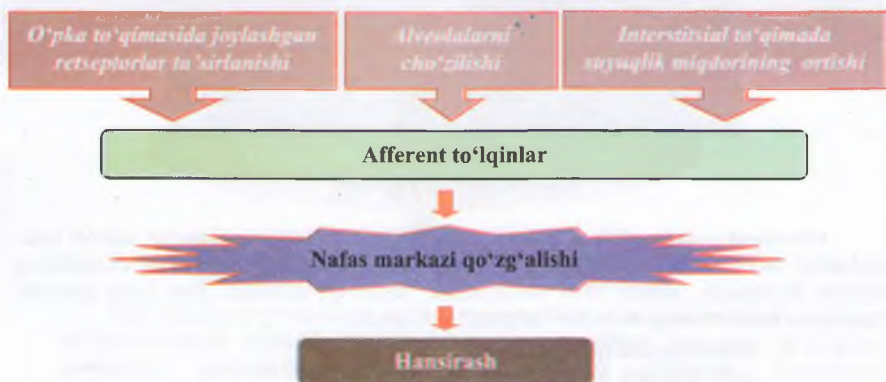 O‘pka to‘qimasida joylashgan
retseptorlar ta’sirlanishi
Alveolalarni
cho‘zilishi
Interstitsial to‘qimada
suyuqlik miqdorining ortishi
Afferent to‘lqinlar
Nafas markazi qo‘zg‘alishi
Hansirash